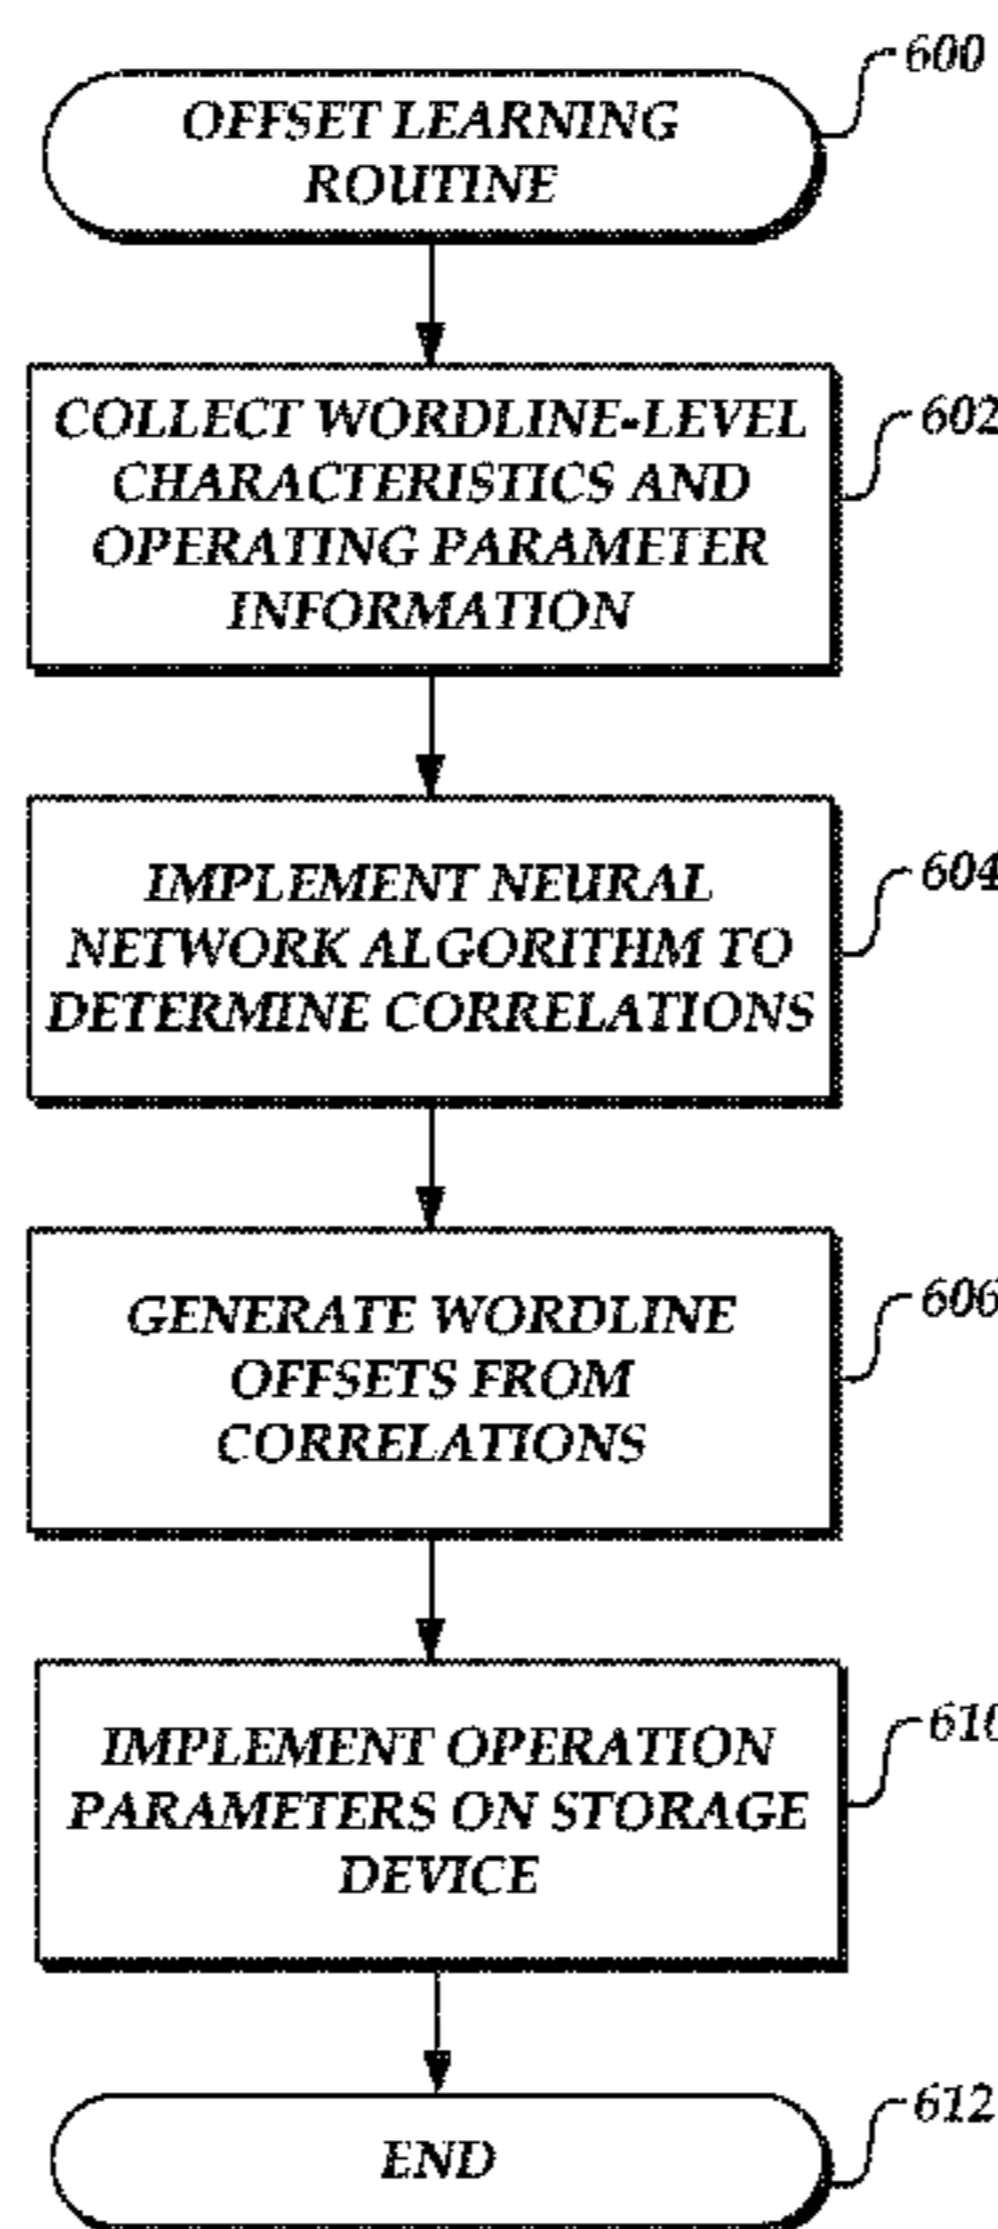 600
OFFSET LEARNING
ROUTINE
COLLECT WORDLINE-LEVEL
CHARACTERISTICS AND
OPERATING PARAMETER
INFORMATION
602
IMPLEMENT NEURAL
NETWORK ALGORITHM TO
DETERMINE CORRELATIONS
604
GENERATE WORDLINE
OFFSETS FROM
CORRELATIONS
606
IMPLEMENT OPERATION
PARAMETERS ON STORAGE
DEVICE
610
END
612